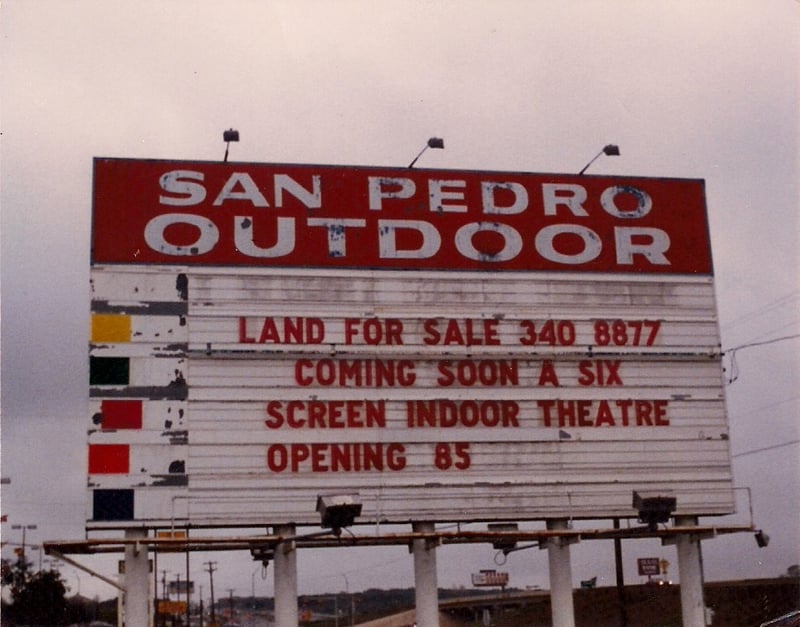 SAN PEDRO
OUTDOOR
LAND FOR SALE 340 8877
COMING SOON A SIX
SCREEN INDOOR THEATRE
OPENING 85